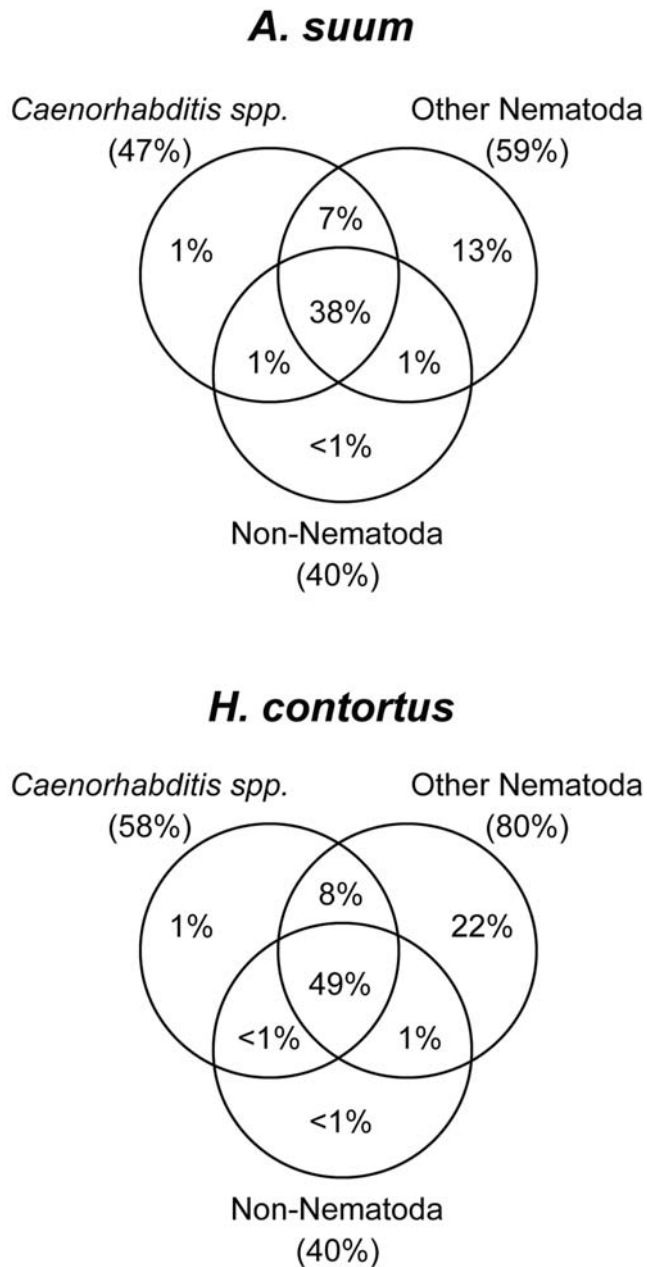 A. suum
Caenorhabditis spp. Other Nematoda
(47%) (59%)
7%
1% 13%
38%
1% 1%
<1%
Non-Nematoda
(40%)
H. contortus
Caenorhabditis spp. Other Nematoda
(58%) (80%)
8%
1% 22%
49%
<1% 1%
<1%
Non-Nematoda
(40%)